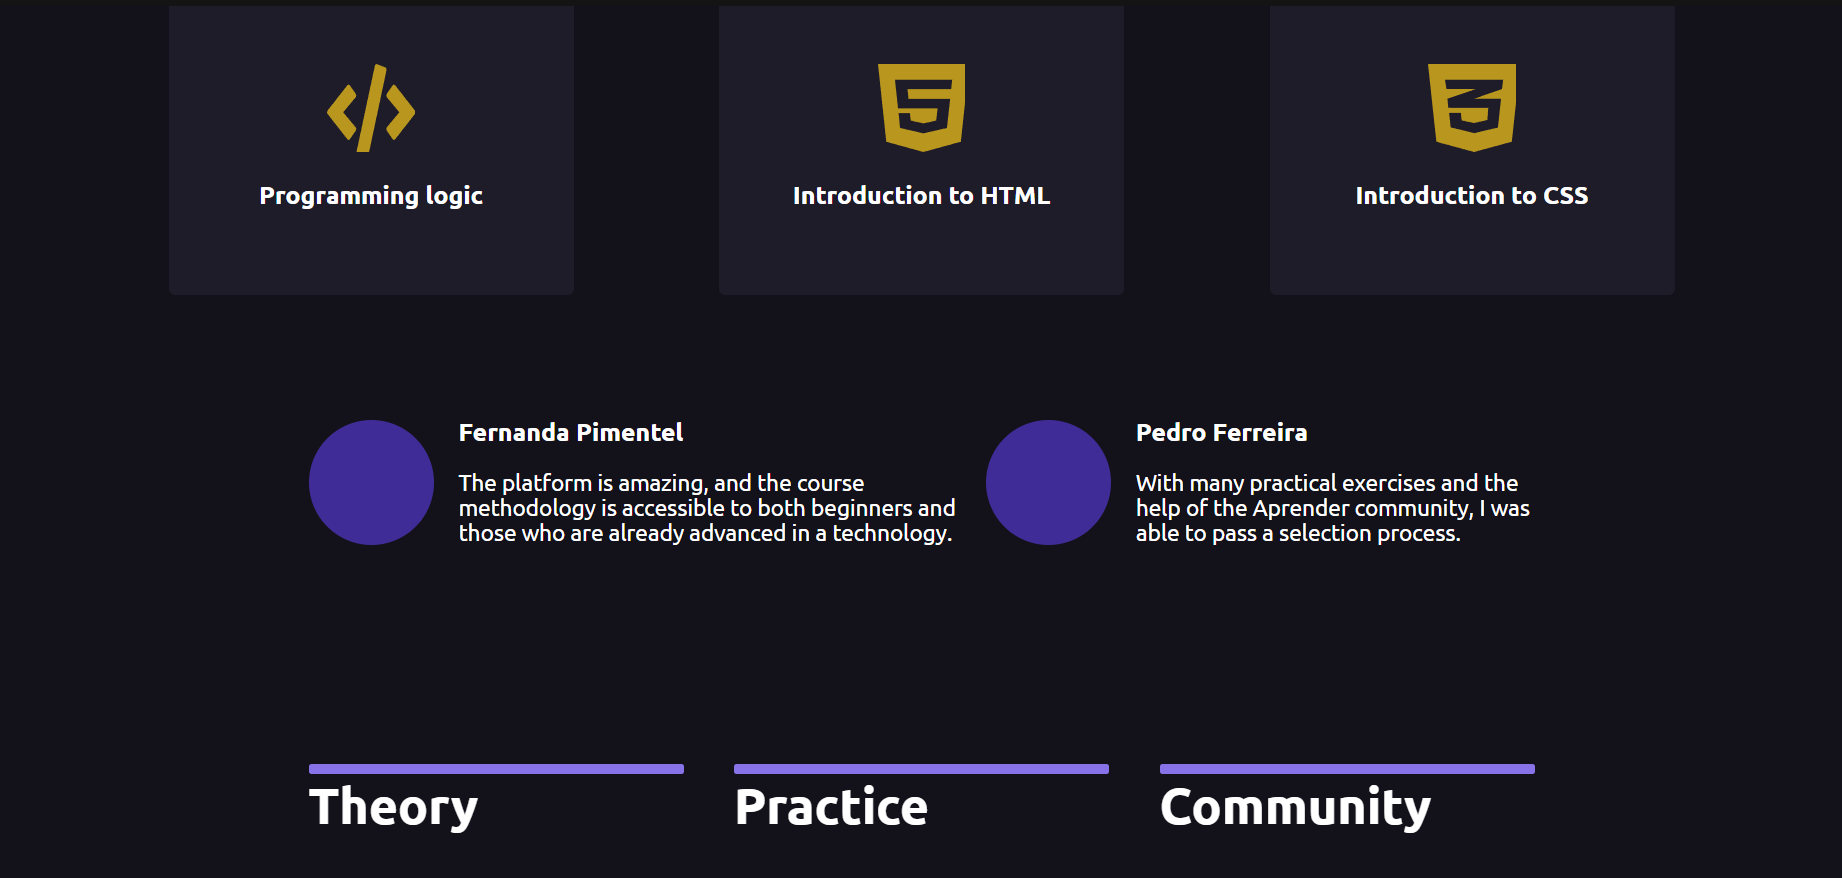 Programming logic
Introduction to HTML
Introduction to CSS
Fernanda Pimentel
The platform is amazing, and the course
methodology is accessible to both beginners and
those who are already advanced in a technology.
Pedro Ferreira
With many practical exercises and the
help of the Aprender community, I was
able to pass a selection process.
Theory
Practice
Community